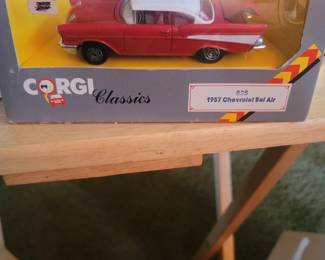 CORGI
Classics
1957 Chevrolet Bel Air